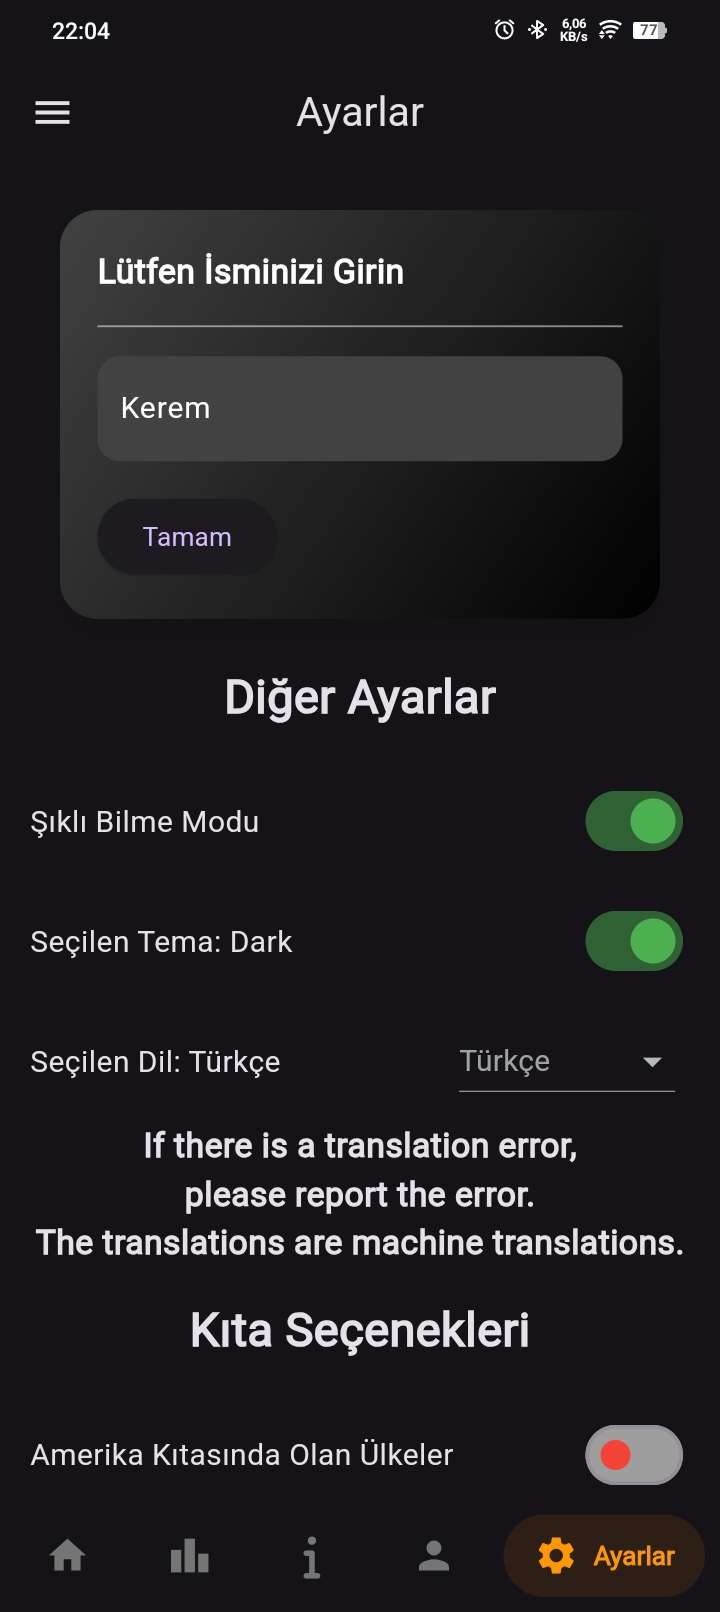 22:04
6,06
KB/s
77
Ayarlar
Lütfen İsminizi Girin
Kerem
Tamam
Diğer Ayarlar
Şıklı Bilme Modu
Seçilen Tema: Dark
Seçilen Dil: Türkçe
Türkçe
If there is a translation error,
please report the error.
The translations are machine translations.
Kıta Seçenekleri
Amerika Kıtasında Olan Ülkeler
Ayarlar